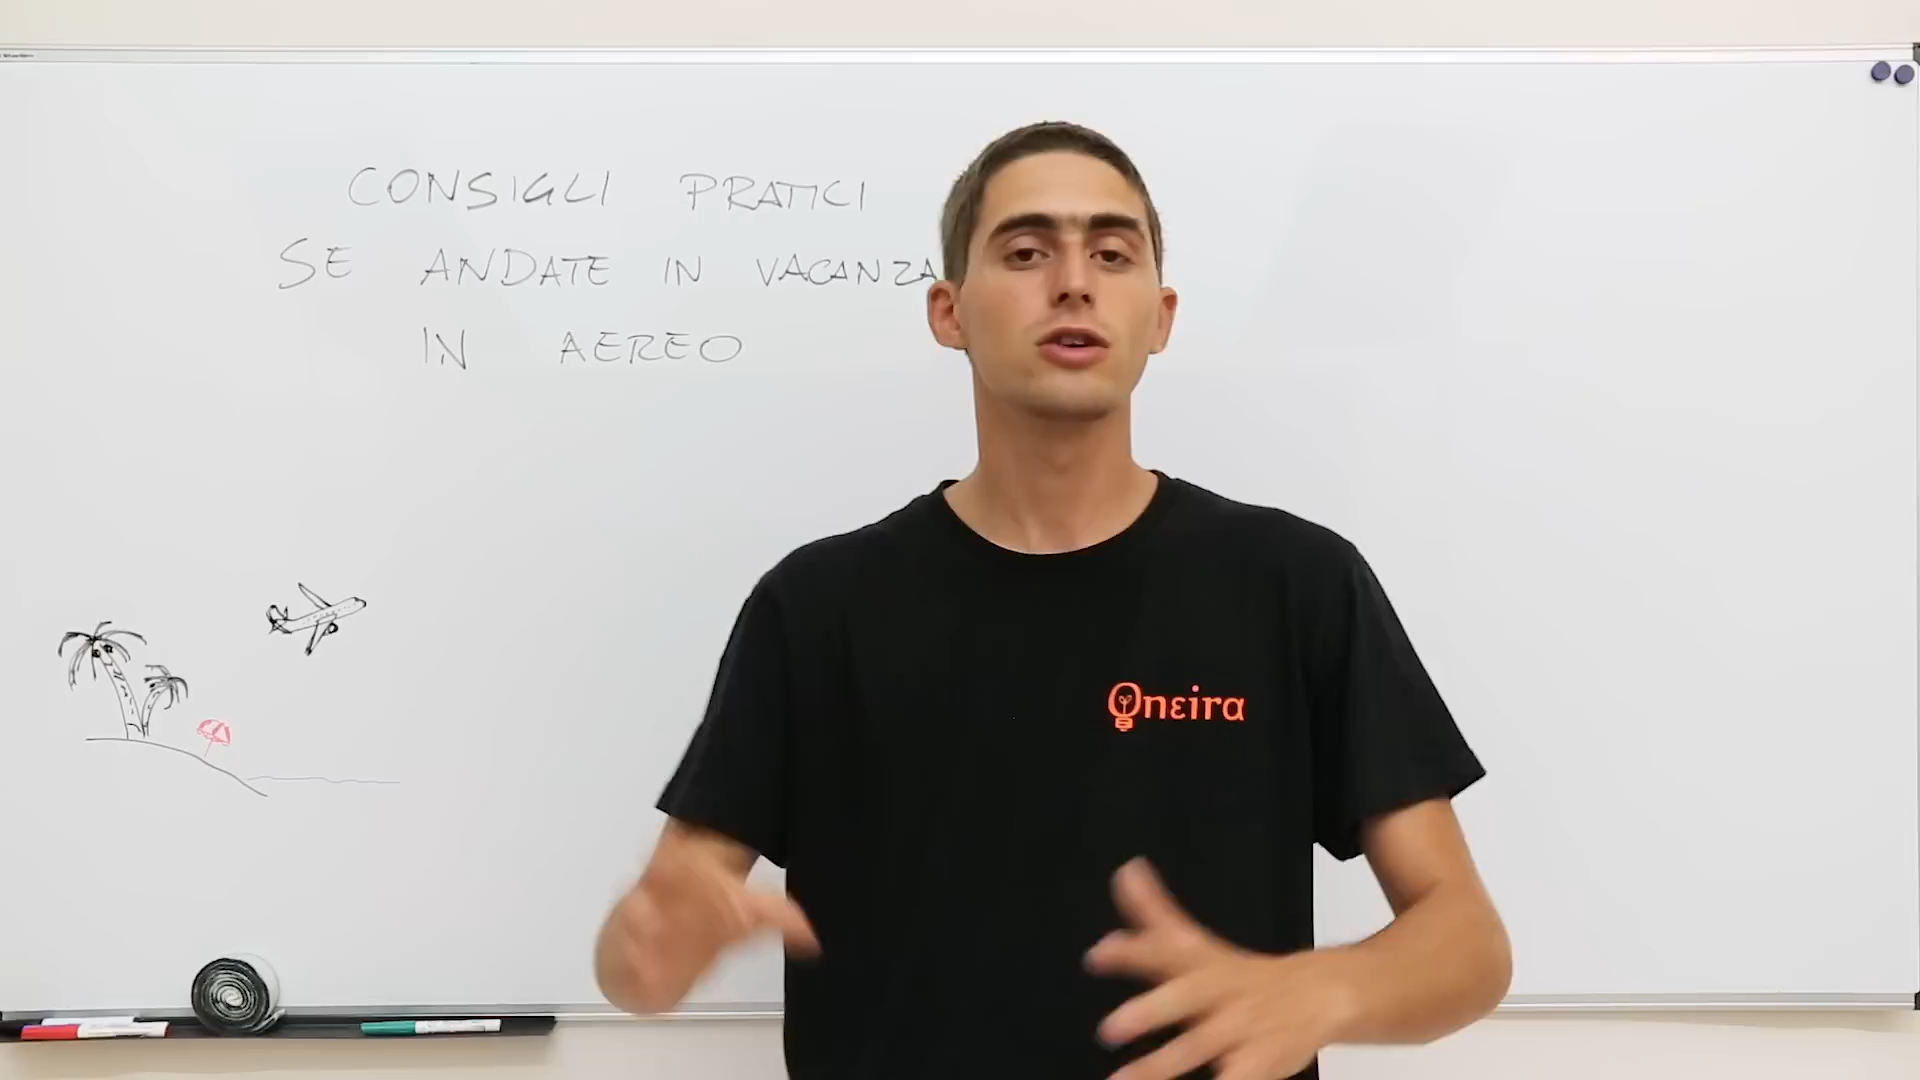 CONSIGLI PRATICI
SE ANDATE IN VACANZA
IN AEREO
Oneira